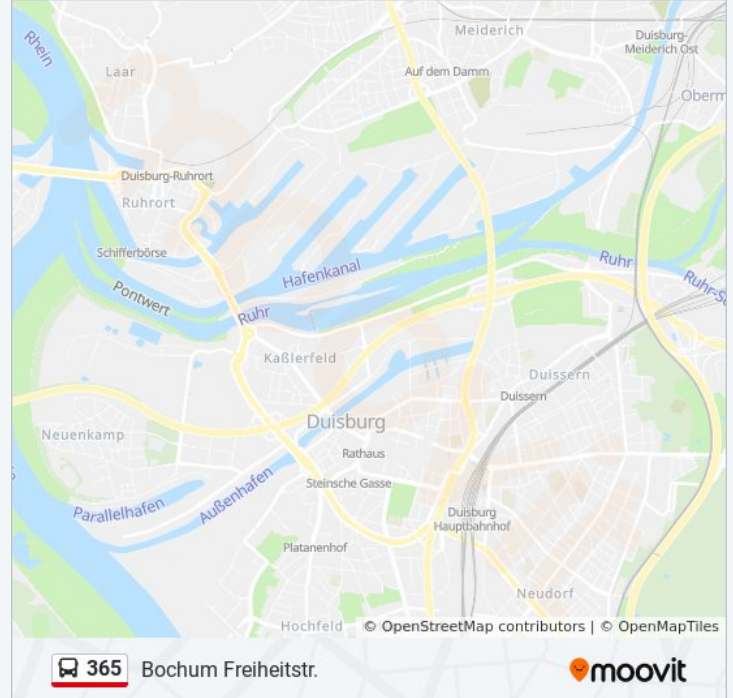 Rhein
Laar
Meiderich
Duisburg-
Meiderich Ost
Auf dem Damm
Duisburg-Ruhrort
Ruhrort
Schifferbörse
Pontwert
Hafenkanal
Ruhr
Ruhr
Kaßlerfeld
Duissern
Duissern
Duisburg
Neuenkamp
Rathaus
Steinsche Gasse
Außenhafen
Parallelhafen
Duisburg
Hauptbahnhof
Platanenhof
Neudorf
Hochfeld
© OpenStreetMap contributors | © OpenMapTiles
365 Bochum Freiheitstr.
moovit